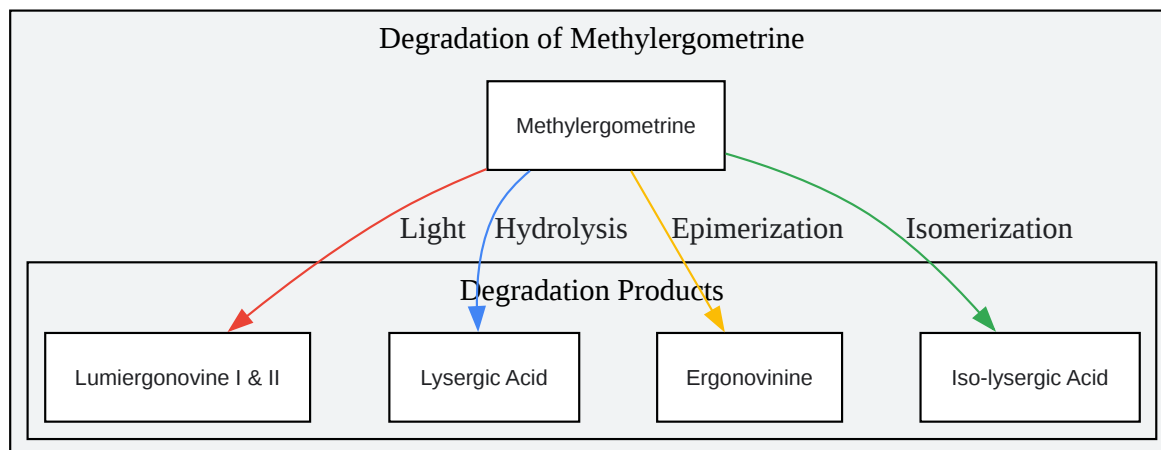 Degradation of Methylergometrine
Methylergometrine
Light
Hydrolysis
Epimerization
Isomerization
Degradation Products
Lumiergonovine I & II
Lysergic Acid
Ergonovinine
Iso-lysergic Acid